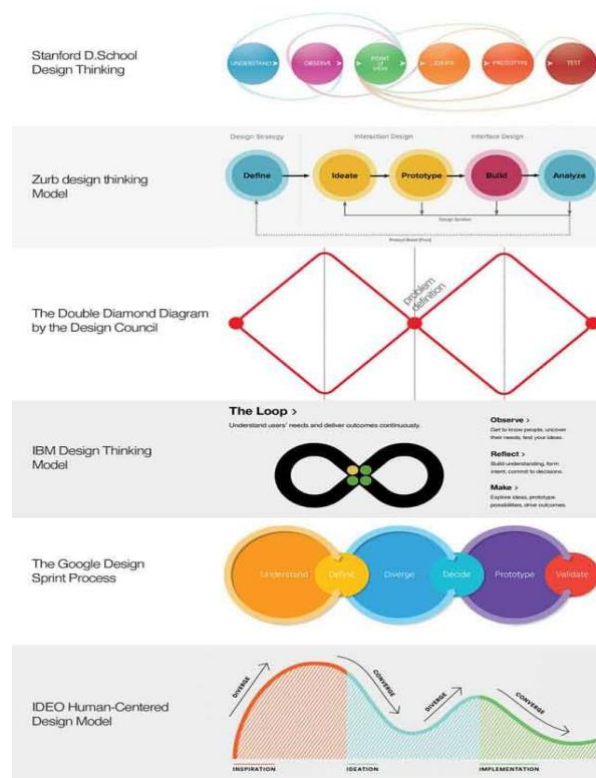 Stanford D.School
Design Thinking
UNDERSTAND
OBSERVE
POINT
OF
VIEW
IDEATE
PROTOTYPE
TEST
Zurb design thinking
Model
Design Strategy
Interaction Design
Interface Design
Define
Ideate
Prototype
Build
Analyze
Design Iteration
The Double Diamond Diagram
by the Design Council
problem
definition
IBM Design Thinking
Model
The Loop >
Understand users' needs and deliver outcomes continuously.
Observe >
Get to know people, uncover
their needs, test your ideas.
Reflect >
Build understanding, form
intent, commit to decisions.
Make >
Explore ideas, prototype
possibilities, drive outcomes.
The Google Design
Sprint Process
Understand
Define
Diverge
Decide
Prototype
Validate
IDEO Human-Centered
Design Model
DIVERGE
CONVERGE
DIVERGE
CONVERGE
INSPIRATION
IDEATION
IMPLEMENTATION